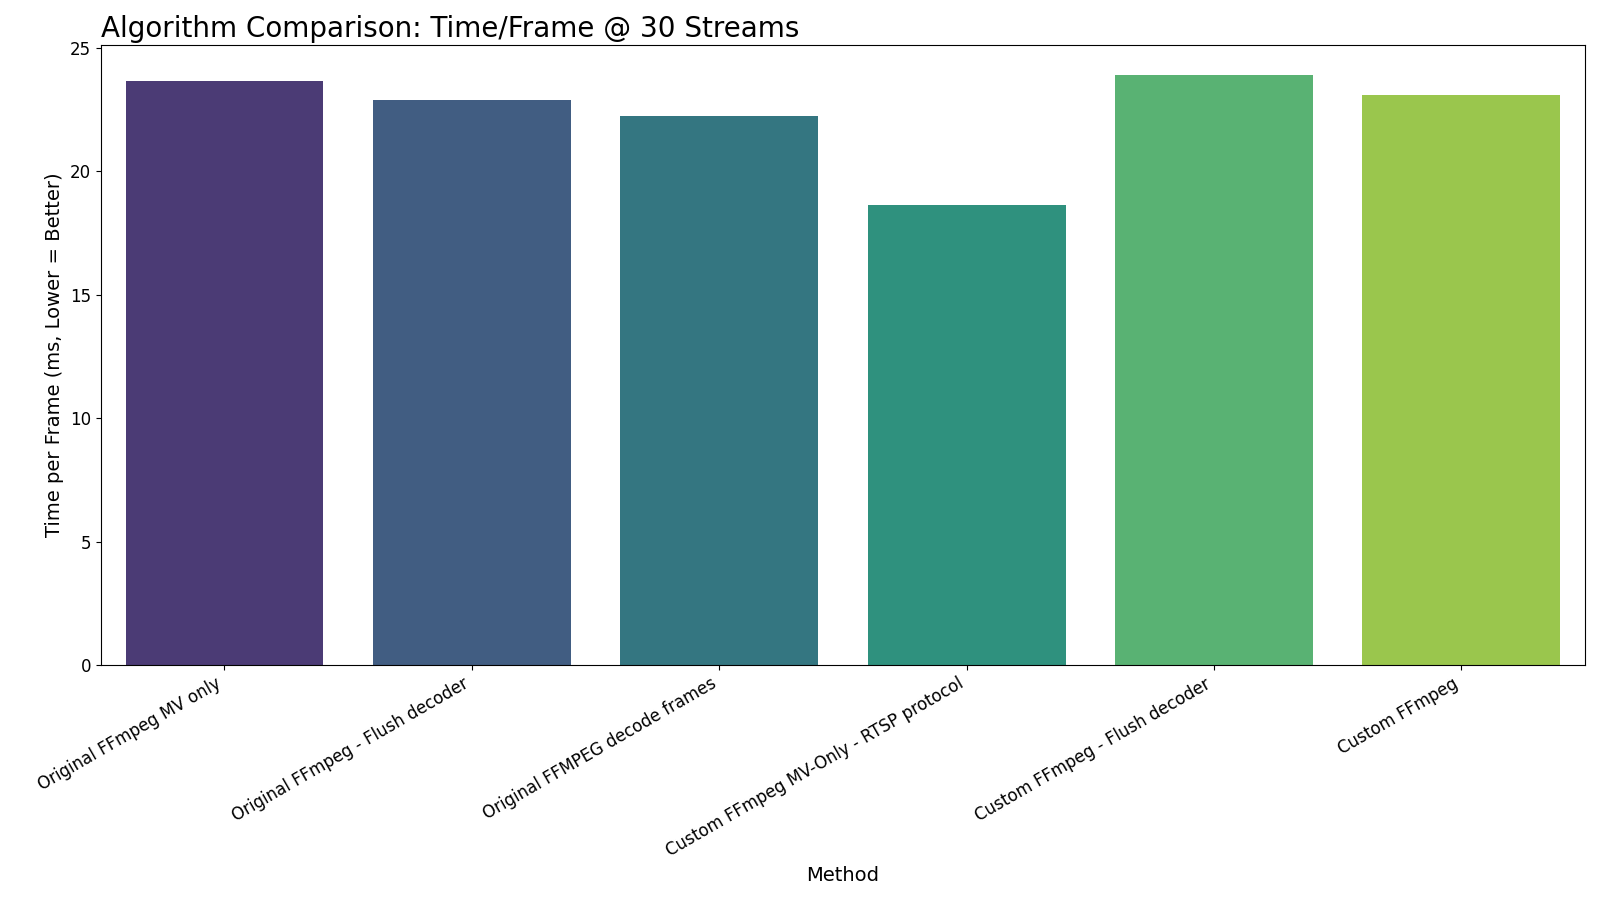 Algorithm Comparison: Time/Frame @ 30 Streams
Time per Frame (ms, Lower = Better)
25
20
15
10
5
0
Original FFmpeg MV only
Original FFmpeg - Flush decoder
Original FFMPEG decode frames
Custom FFmpeg MV-Only - RTSP protocol
Custom FFmpeg - Flush decoder
Custom FFmpeg
Method